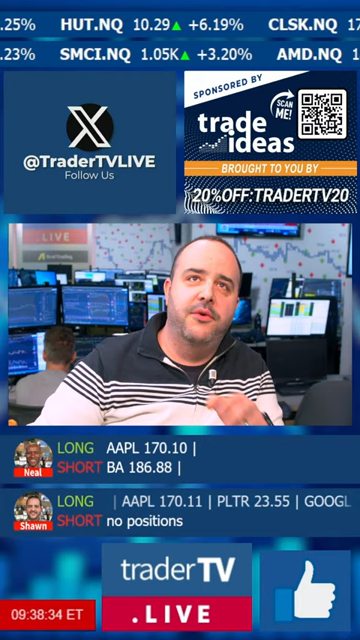 .25% HUT.NQ 10.29▲ +6.19% CLSK.NQ 17
.23% SMCI.NQ 1.05K▲ +3.20% AMD.NQ
@TraderTVLIVE
Follow Us
SPONSORED BY
SCAN ME!
trade ideas
BROUGHT TO YOU BY
20%OFF:TRADERTV20
LIVE
Neal
LONG AAPL 170.10 |
SHORT BA 186.88 |
Shawn
LONG | AAPL 170.11 | PLTR 23.55 | GOOGL
SHORT no positions
09:38:34 ET
traderTV
.LIVE